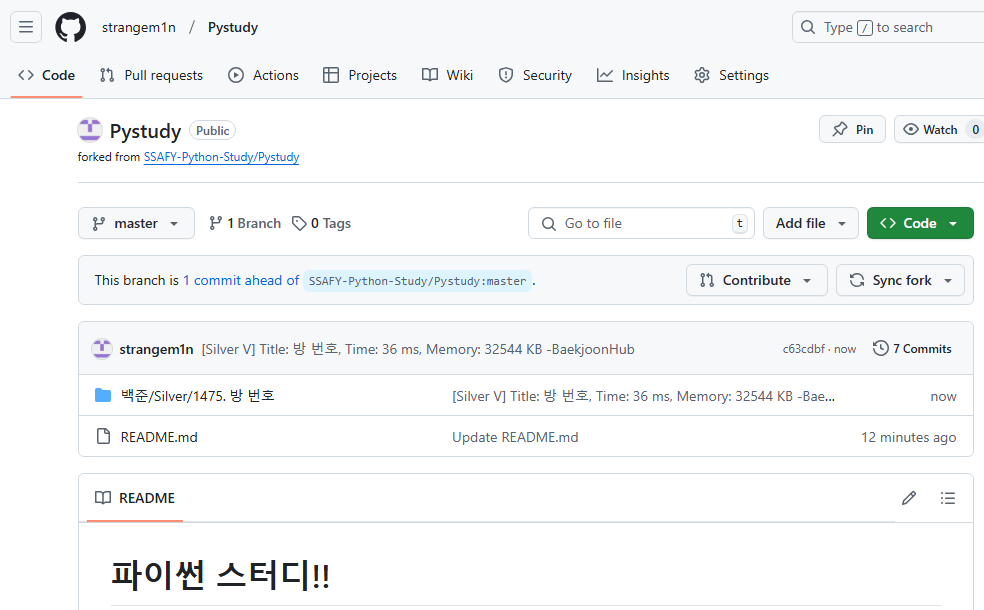 strangem1n / Pystudy
Type / to search
Code Pull requests Actions Projects Wiki Security Insights Settings
Pystudy Public
Pin Watch 0
forked from SSAFY-Python-Study/Pystudy
master 1 Branch 0 Tags
Go to file t Add file Code
This branch is 1 commit ahead of SSAFY-Python-Study/Pystudy:master .
Contribute Sync fork
strangem1n [Silver V] Title: 방 번호, Time: 36 ms, Memory: 32544 KB -BaekjoonHub c63cdbf · now 7 Commits
백준/Silver/1475. 방 번호 [Silver V] Title: 방 번호, Time: 36 ms, Memory: 32544 KB -Bae... now
README.md Update README.md 12 minutes ago
README
파이썬 스터디!!